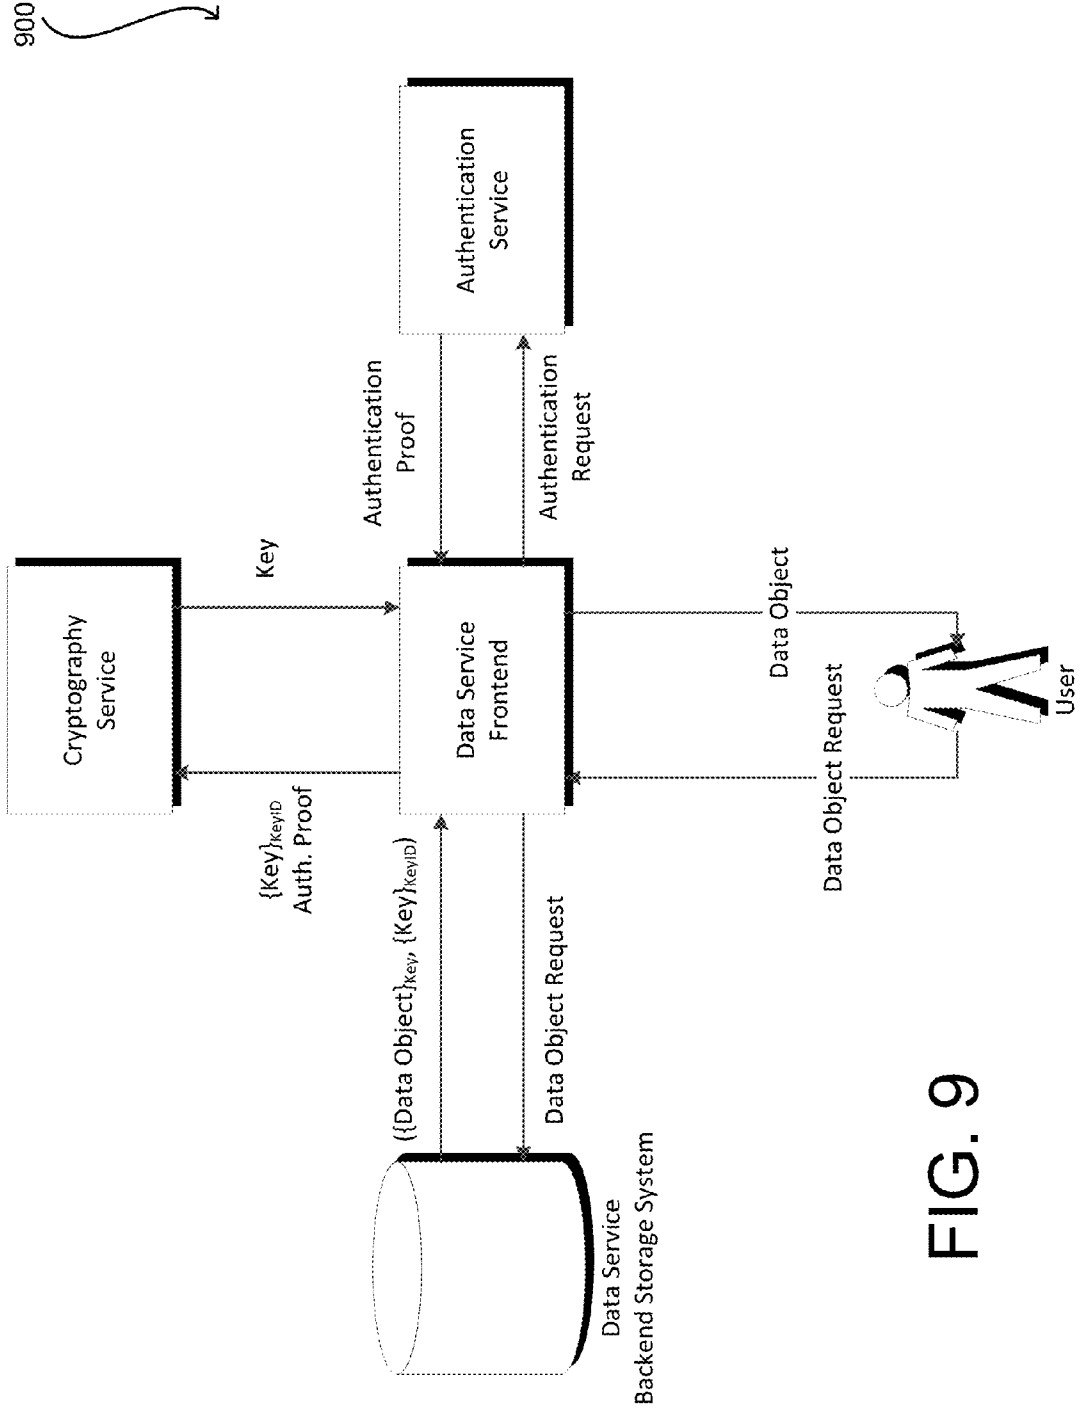 900
Cryptography
Service
Key
{Key}KeyID
Auth. Proof
Authentication
Proof
Authentication
Service
Data Service
Frontend
({Data Object}Key, {Key}KeyID)
Authentication
Request
Data Object Request
Data Service
Backend Storage System
Data Object
Data Object Request
User
FIG. 9